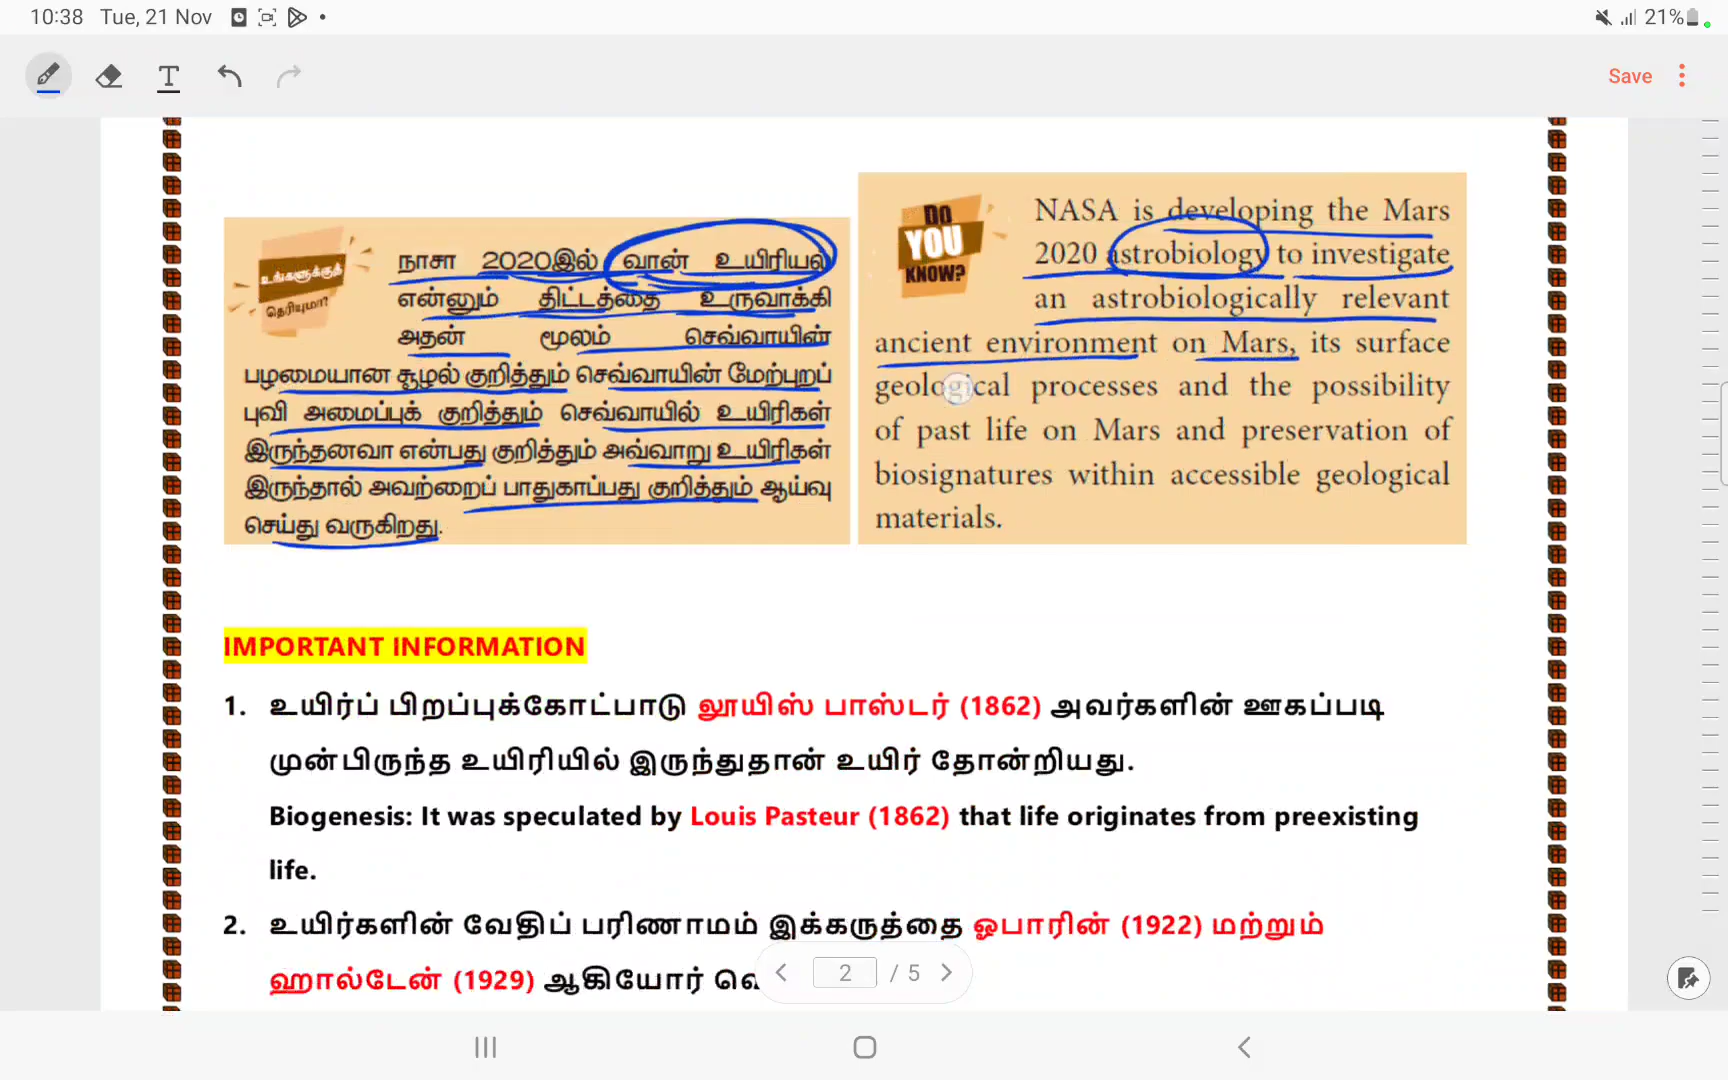 10:38 Tue, 21 Nov
21%
Save
உங்களுக்குத்
தெரியுமா?
நாசா 2020இல் வான் உயிரியல்
என்னும் திட்டத்தை உருவாக்கி
அதன் மூலம் செவ்வாயின்
பழமையான சூழல் குறித்தும் செவ்வாயின் மேற்புறப்
புவி அமைப்புக் குறித்தும் செவ்வாயில் உயிரிகள்
இருந்தனவா என்பது குறித்தும் அவ்வாறு உயிரிகள்
இருந்தால் அவற்றைப் பாதுகாப்பது குறித்தும் ஆய்வு
செய்து வருகிறது.
DO
YOU
KNOW?
NASA is developing the Mars
2020 astrobiology to investigate
an astrobiologically relevant
ancient environment on Mars, its surface
geological processes and the possibility
of past life on Mars and preservation of
biosignatures within accessible geological
materials.
IMPORTANT INFORMATION
1. உயிர்ப் பிறப்புக்கோட்பாடு லூயிஸ் பாஸ்டர் (1862) அவர்களின் ஊகப்படி
முன்பிருந்த உயிரியில் இருந்துதான் உயிர் தோன்றியது.
Biogenesis: It was speculated by Louis Pasteur (1862) that life originates from preexisting
life.
2. உயிர்களின் வேதிப் பரிணாமம் இக்கருத்தை ஓபாரின் (1922) மற்றும்
ஹால்டேன் (1929) ஆகியோர் வெ
2 / 5